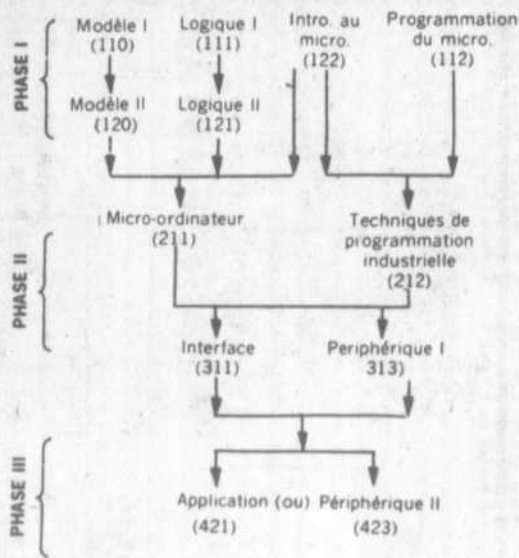 PHASE I
Modèle I
(110)
Logique I
(111)
Intro. au
micro.
(122)
Programmation
du micro.
(112)
Modèle II
(120)
Logique II
(121)
PHASE II
Micro-ordinateur
(211)
Techniques de
programmation
industrielle
(212)
Interface
(311)
Periphérique I
313)
PHASE III
Application (ou)
(421)
Périphérique II
(423)